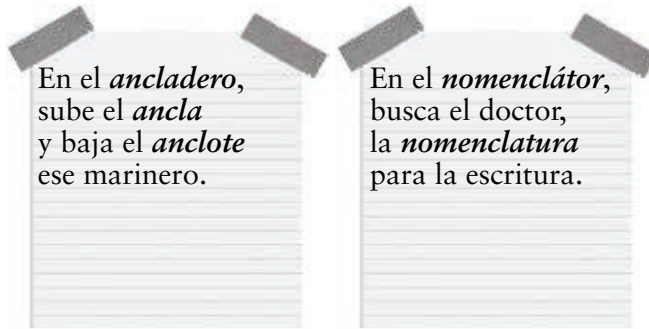 En el ancladero,
sube el ancla
y baja el anclote
ese marinero.
En el nomenclátor,
busca el doctor,
la nomenclatura
para la escritura.